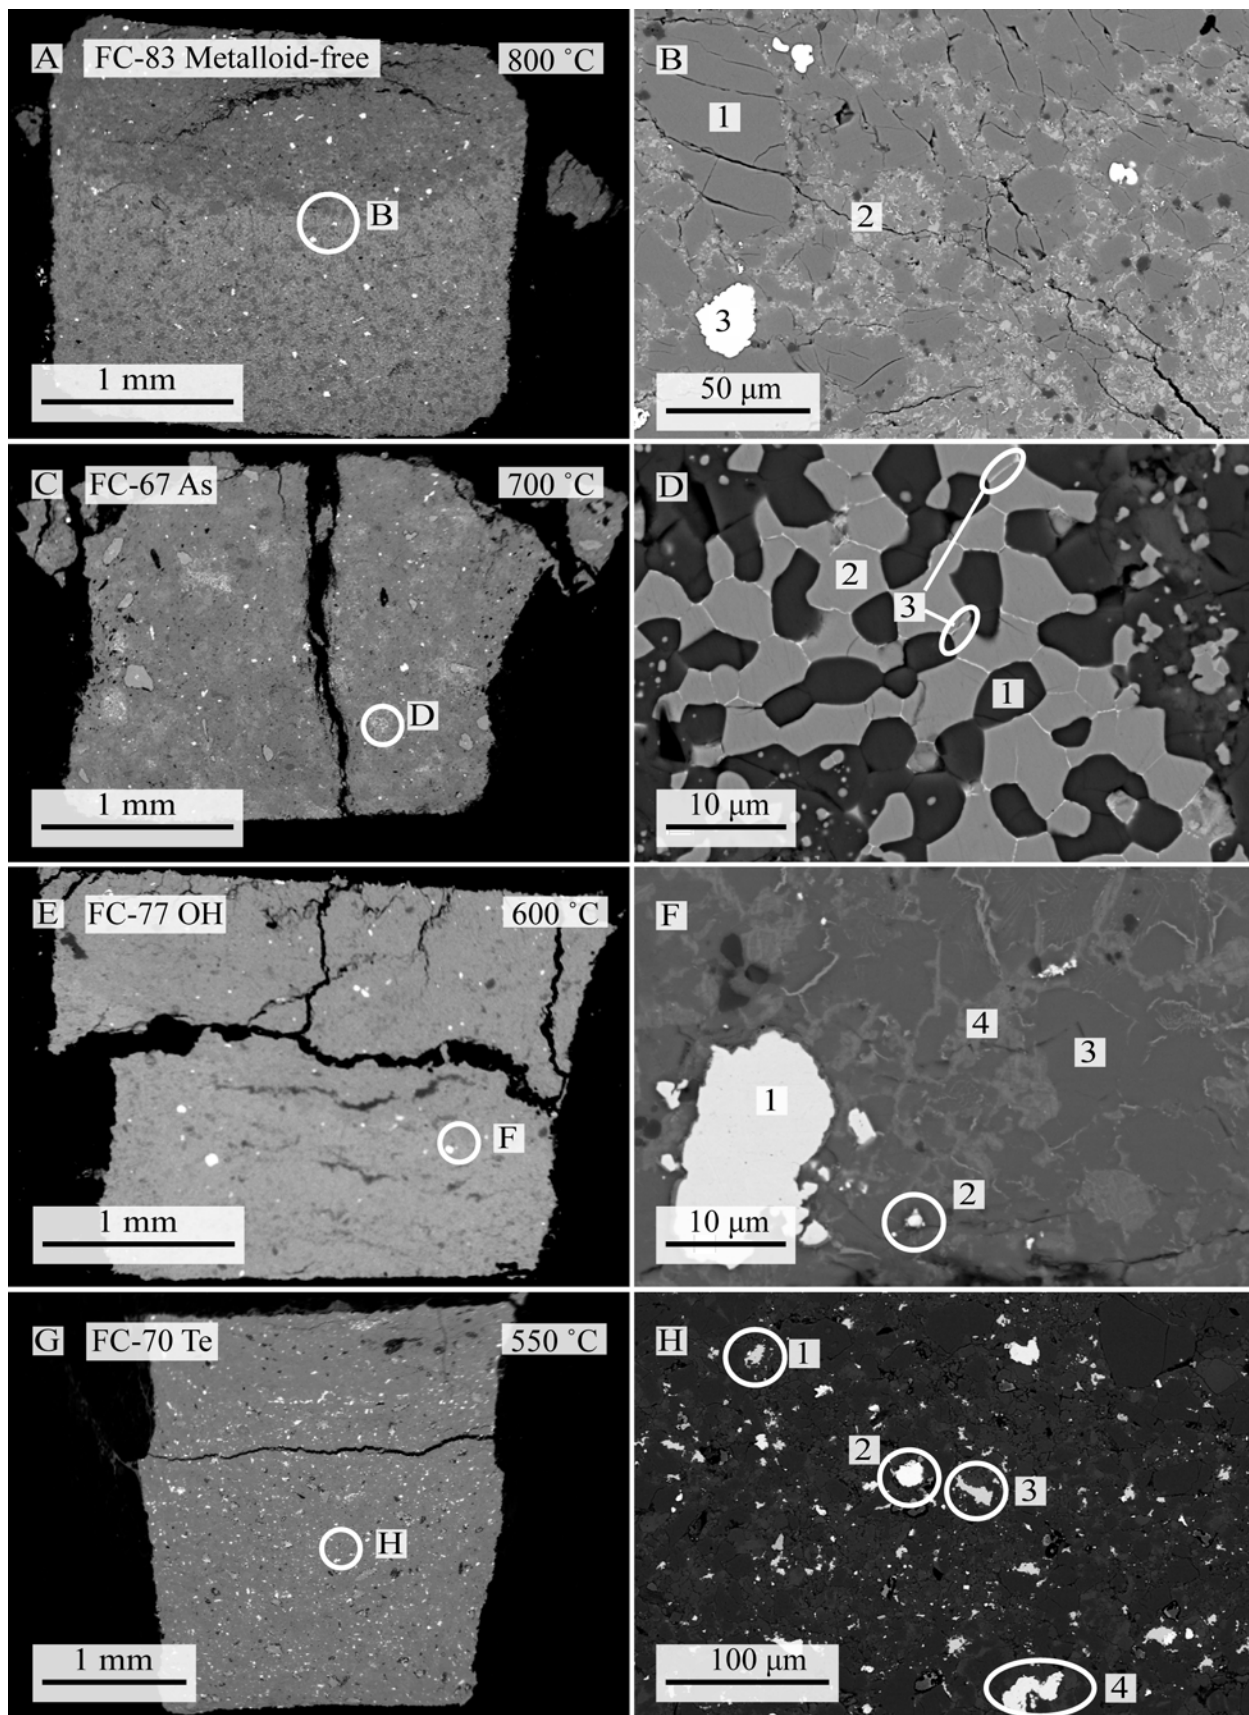 A FC-83 Metalloid-free 800 ˚C
B
1 mm
B
1
2
3
50 μm
C FC-67 As 700 ˚C
D
1 mm
D
2
3
1
10 μm
E FC-77 OH 600 ˚C
F
1 mm
F
4
3
1
2
10 μm
G FC-70 Te 550 ˚C
H
1 mm
H
1
2
3
4
100 μm